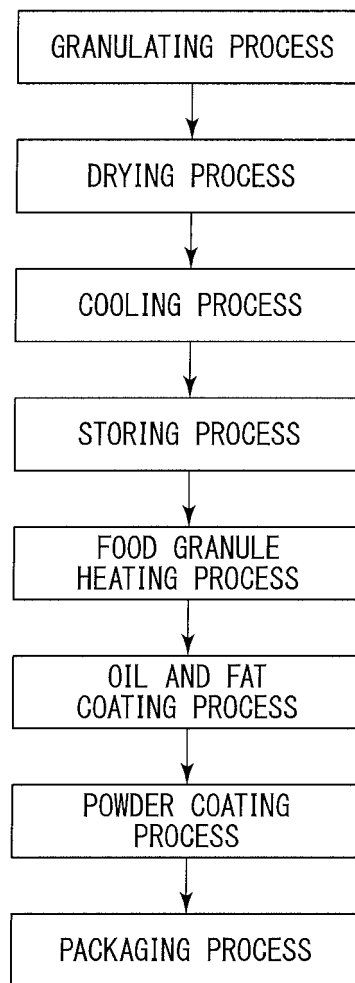 GRANULATING PROCESS
DRYING PROCESS
COOLING PROCESS
STORING PROCESS
FOOD GRANULE
HEATING PROCESS
OIL AND FAT
COATING PROCESS
POWDER COATING
PROCESS
PACKAGING PROCESS